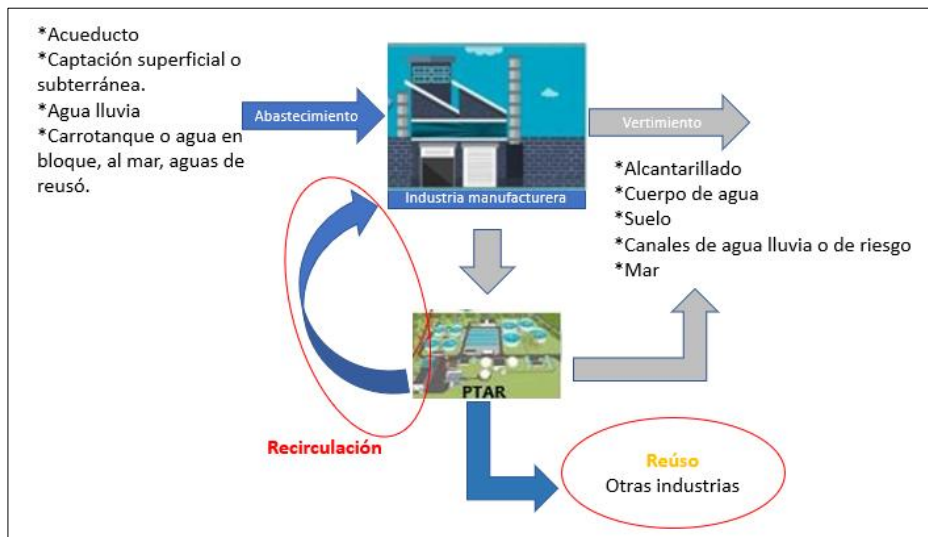 *Acueducto
*Captación superficial o
subterránea.
*Agua lluvia
*Carrotanque o agua en
bloque, al mar, aguas de
reusó.
Abastecimiento
Industria manufacturera
Vertimiento
*Alcantarillado
*Cuerpo de agua
*Suelo
*Canales de agua lluvia o de riesgo
*Mar
PTAR
Recirculación
Reúso
Otras industrias